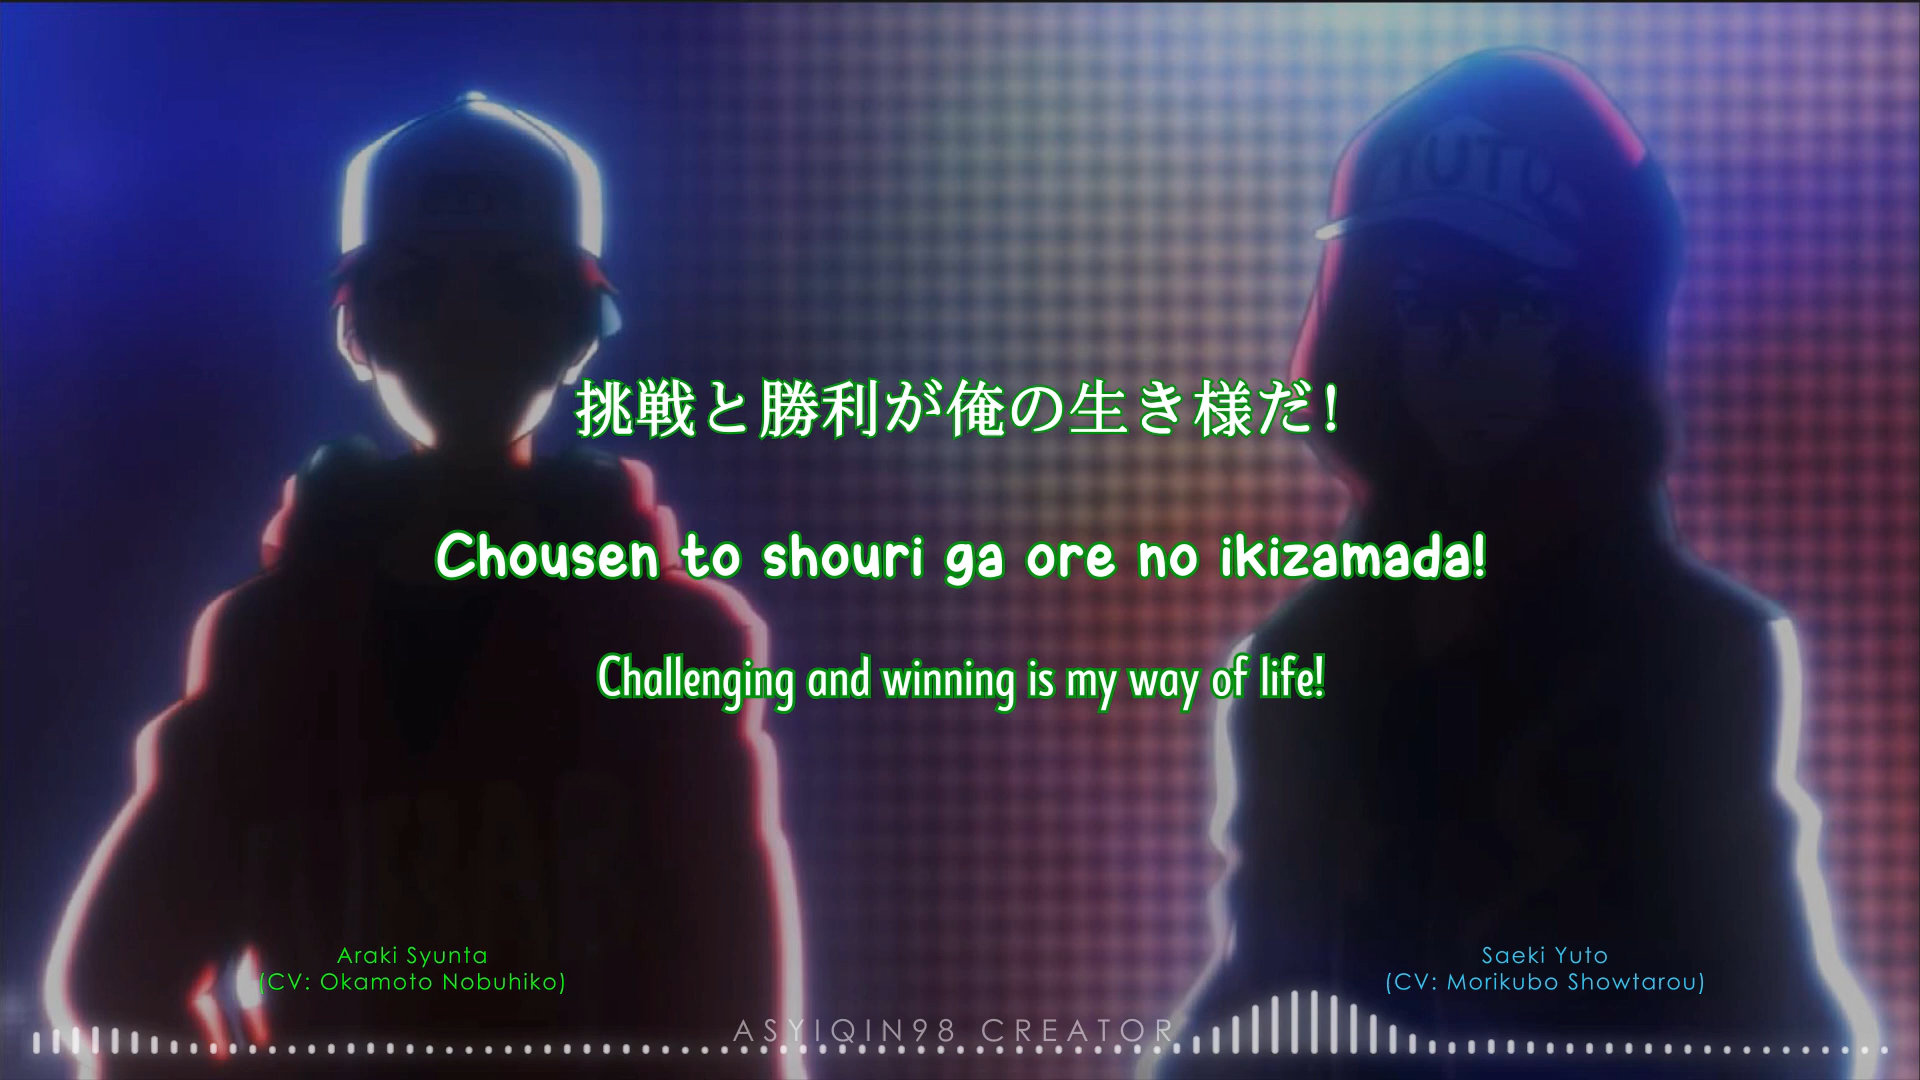 YUTO
挑戦と勝利が俺の生き様だ!
Chousen to shouri ga ore no ikizamada!
Challenging and winning is my way of life!
Araki Syunta
(CV: Okamoto Nobuhiko)
Saeki Yuto
(CV: Morikubo Showtarou)
ASYIQIN98 CREATOR